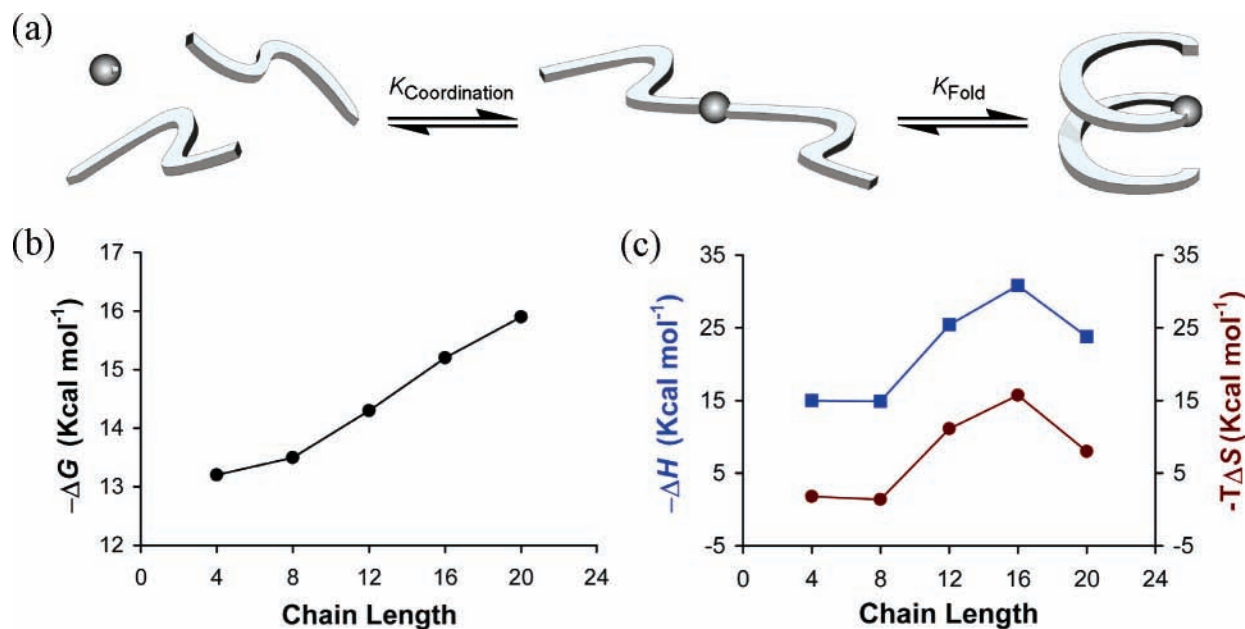 (a)
K Coordination
K Fold
(b)
17
16
15
14
13
12
−ΔG (Kcal mol-1)
0 4 8 12 16 20 24
Chain Length
(c)
35
25
15
5
-5
−ΔH (Kcal mol-1)
35
25
15
5
-5
-TΔS (Kcal mol-1)
0 4 8 12 16 20 24
Chain Length